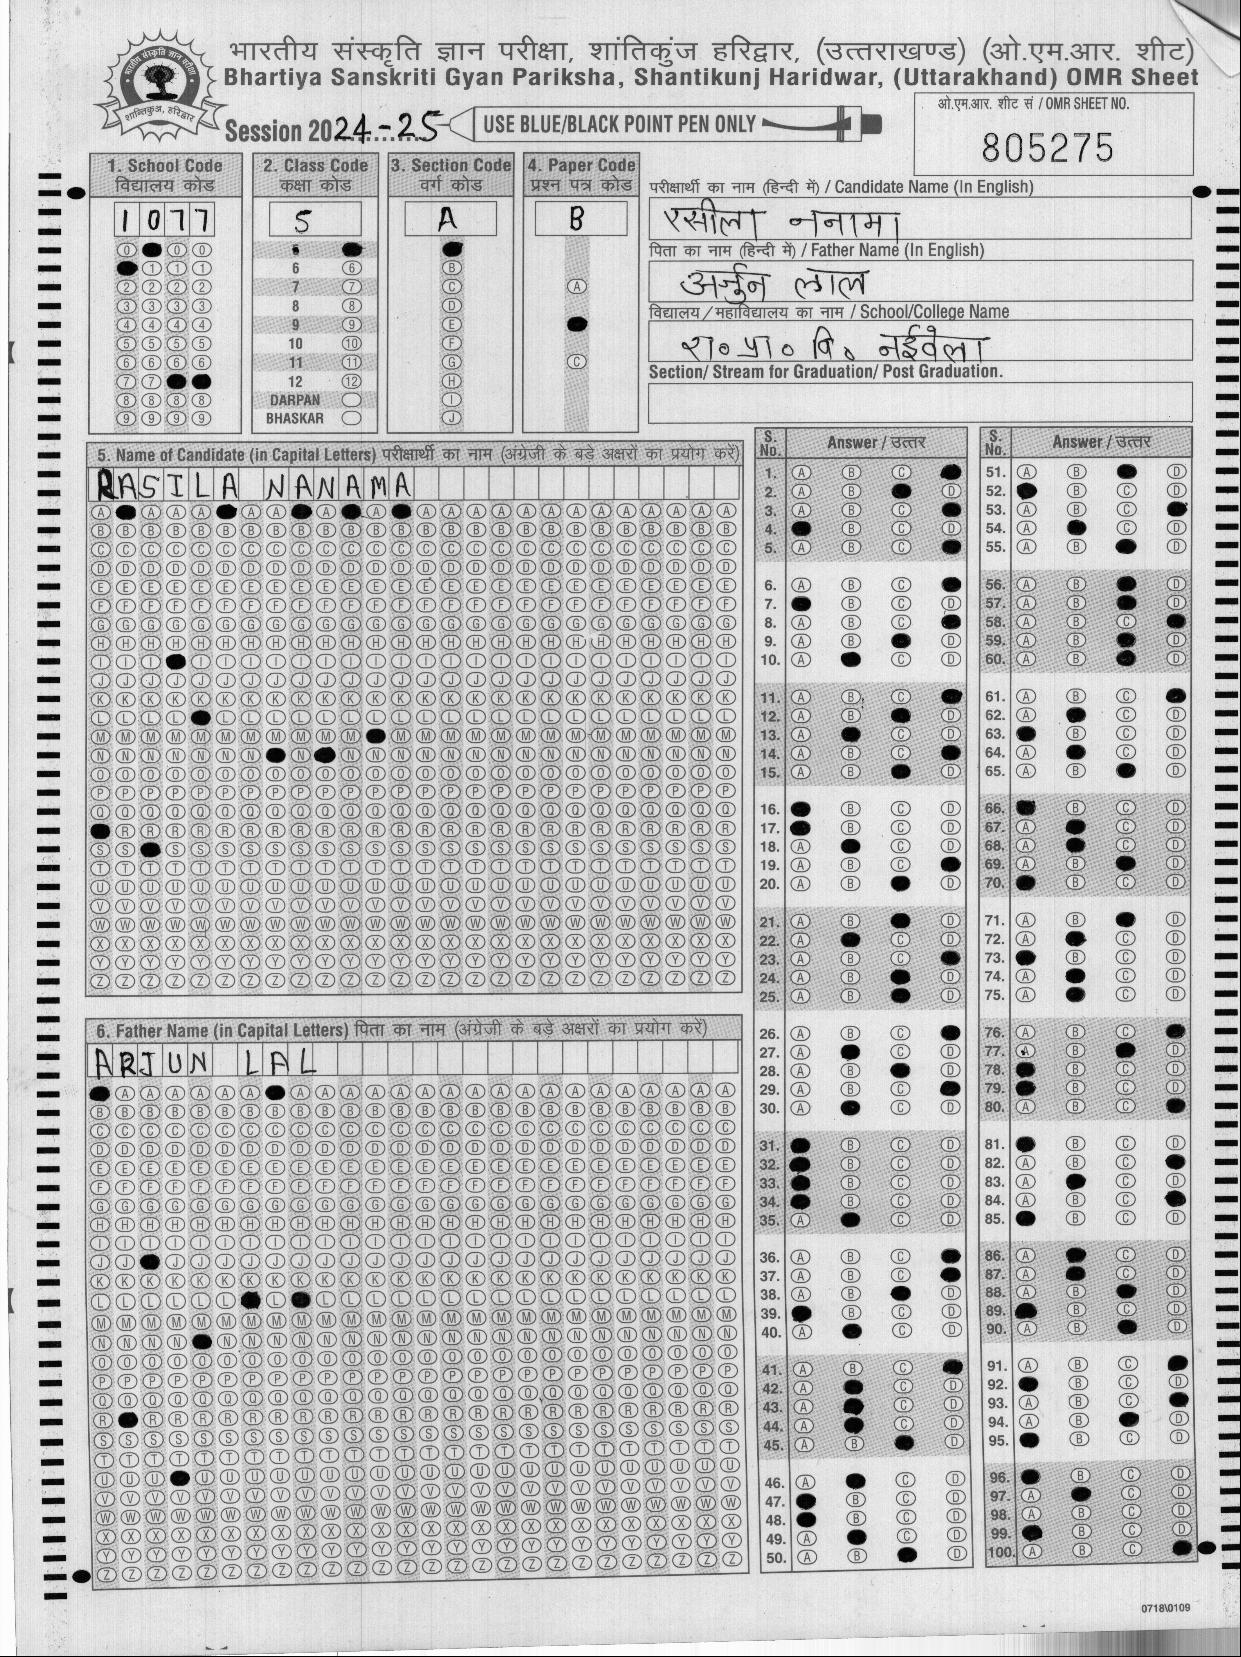 भारतीय संस्कृति ज्ञान परीक्षा, शांतिकुंज हरिद्वार, (उत्तराखण्ड) (ओ.एम.आर. शीट)
Bhartiya Sanskriti Gyan Pariksha, Shantikunj Haridwar, (Uttarakhand) OMR Sheet
Session 2024-25
USE BLUE/BLACK POINT PEN ONLY
ओ.एम.आर. शीट सं / OMR SHEET NO.
805275
1. School Code
विद्यालय कोड
1077
2. Class Code
कक्षा कोड
5
6
7
8
9
10
11
12
DARPAN
BHASKAR
3. Section Code
वर्ग कोड
A
4. Paper Code
प्रश्न पत्र कोड
B
परीक्षार्थी का नाम (हिन्दी में) / Candidate Name (In English)
रसीला ननामा
पिता का नाम (हिन्दी में) / Father Name (In English)
अर्जुन लाल
विद्यालय / महाविद्यालय का नाम / School/College Name
रा० प्रा० वि० नईवेला
Section/ Stream for Graduation/ Post Graduation.
5. Name of Candidate (in Capital Letters) परीक्षार्थी का नाम (अंग्रेजी के बड़े अक्षरों का प्रयोग करें)
RASILA NANAMA
6. Father Name (in Capital Letters) पिता का नाम (अंग्रेजी के बड़े अक्षरों का प्रयोग करें)
ARJUN LAL
S. No. Answer / उत्तर
S. No. Answer / उत्तर
0718\0109